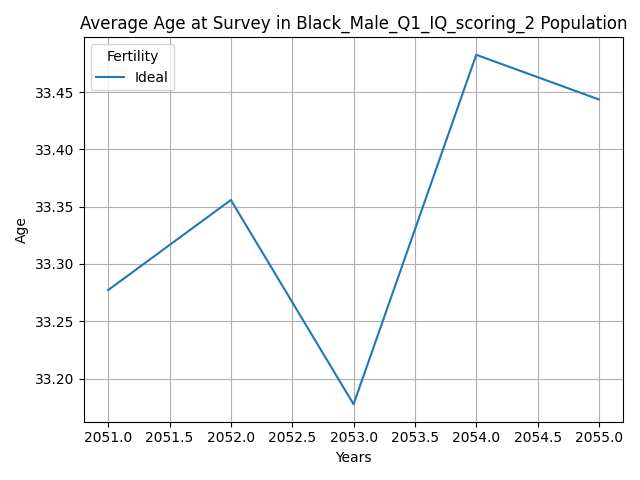 Average Age at Survey in Black_Male_Q1_IQ_scoring_2 Population
Fertility
Ideal
33.45
33.40
33.35
33.30
33.25
33.20
Age
2051.0 2051.5 2052.0 2052.5 2053.0 2053.5 2054.0 2054.5 2055.0
Years